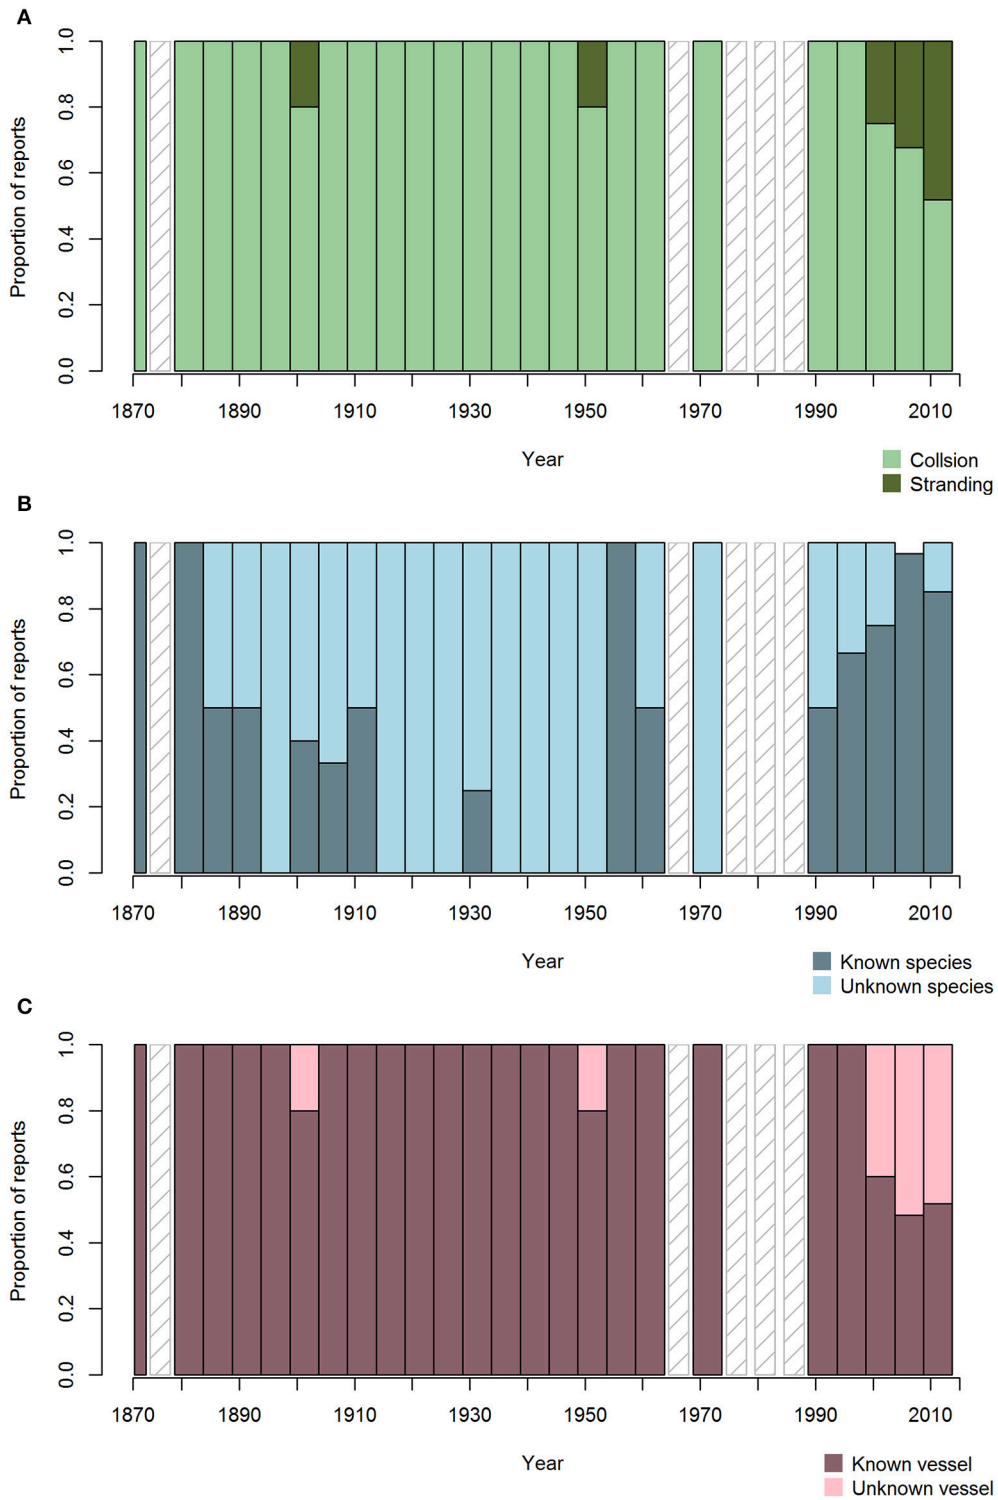 A
Proportion of reports
1.0
0.8
0.6
0.4
0.2
0.0
1870 1890 1910 1930 1950 1970 1990 2010
Year
Collsion
Stranding
B
Proportion of reports
1.0
0.8
0.6
0.4
0.2
0.0
1870 1890 1910 1930 1950 1970 1990 2010
Year
Known species
Unknown species
C
Proportion of reports
1.0
0.8
0.6
0.4
0.2
0.0
1870 1890 1910 1930 1950 1970 1990 2010
Year
Known vessel
Unknown vessel